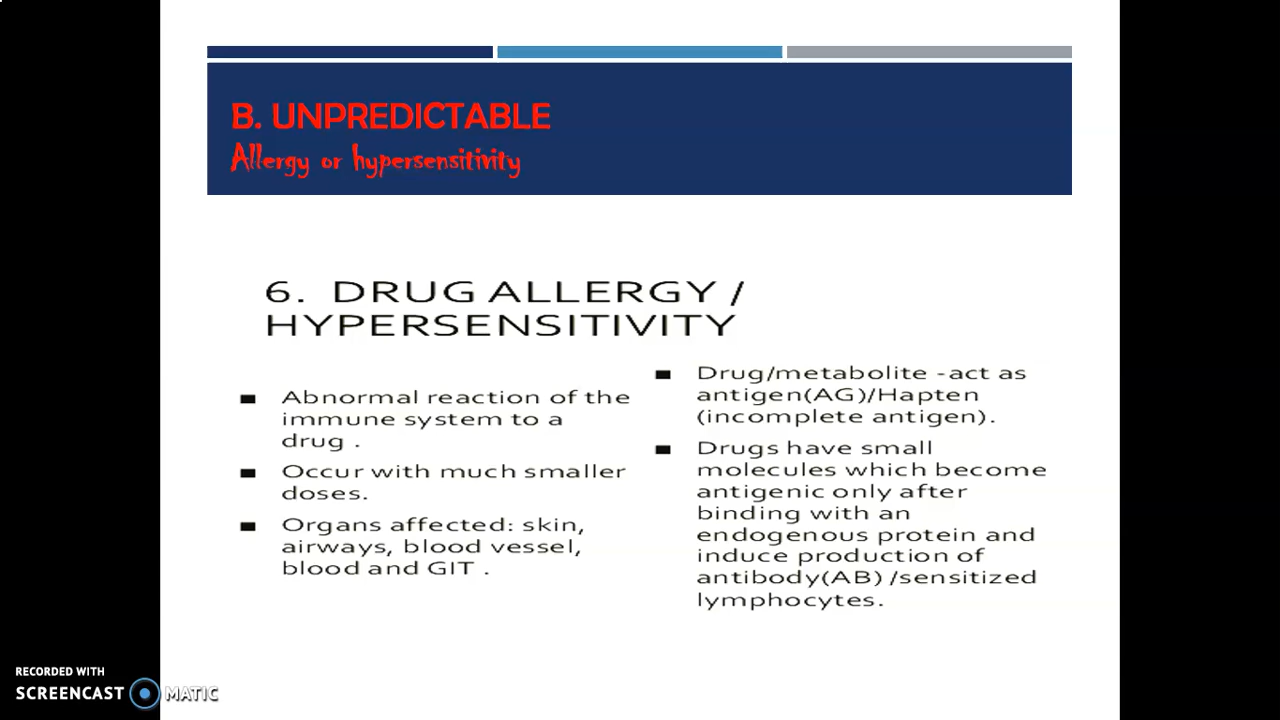 B. UNPREDICTABLE
Allergy or hypersensitivity
6. DRUG ALLERGY /
HYPERSENSITIVITY
Abnormal reaction of the
immune system to a
drug .
Occur with much smaller
doses.
Organs affected: skin,
airways, blood vessel,
blood and GIT .
Drug/metabolite -act as
antigen(AG)/Hapten
(incomplete antigen).
Drugs have small
molecules which become
antigenic only after
binding with an
endogenous protein and
induce production of
antibody(AB) /sensitized
lymphocytes.
RECORDED WITH
SCREENCAST MATIC